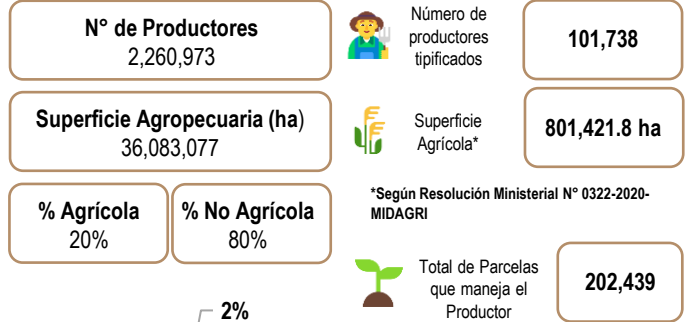 N° de Productores
2,260,973
Superficie Agropecuaria (ha)
36,083,077
% Agrícola
20%
% No Agrícola
80%
2%
Número de
productores
tipificados
101,738
Superficie
Agrícola*
801,421.8 ha
*Según Resolución Ministerial N° 0322-2020-
MIDAGRI
Total de Parcelas
que maneja el
Productor
202,439